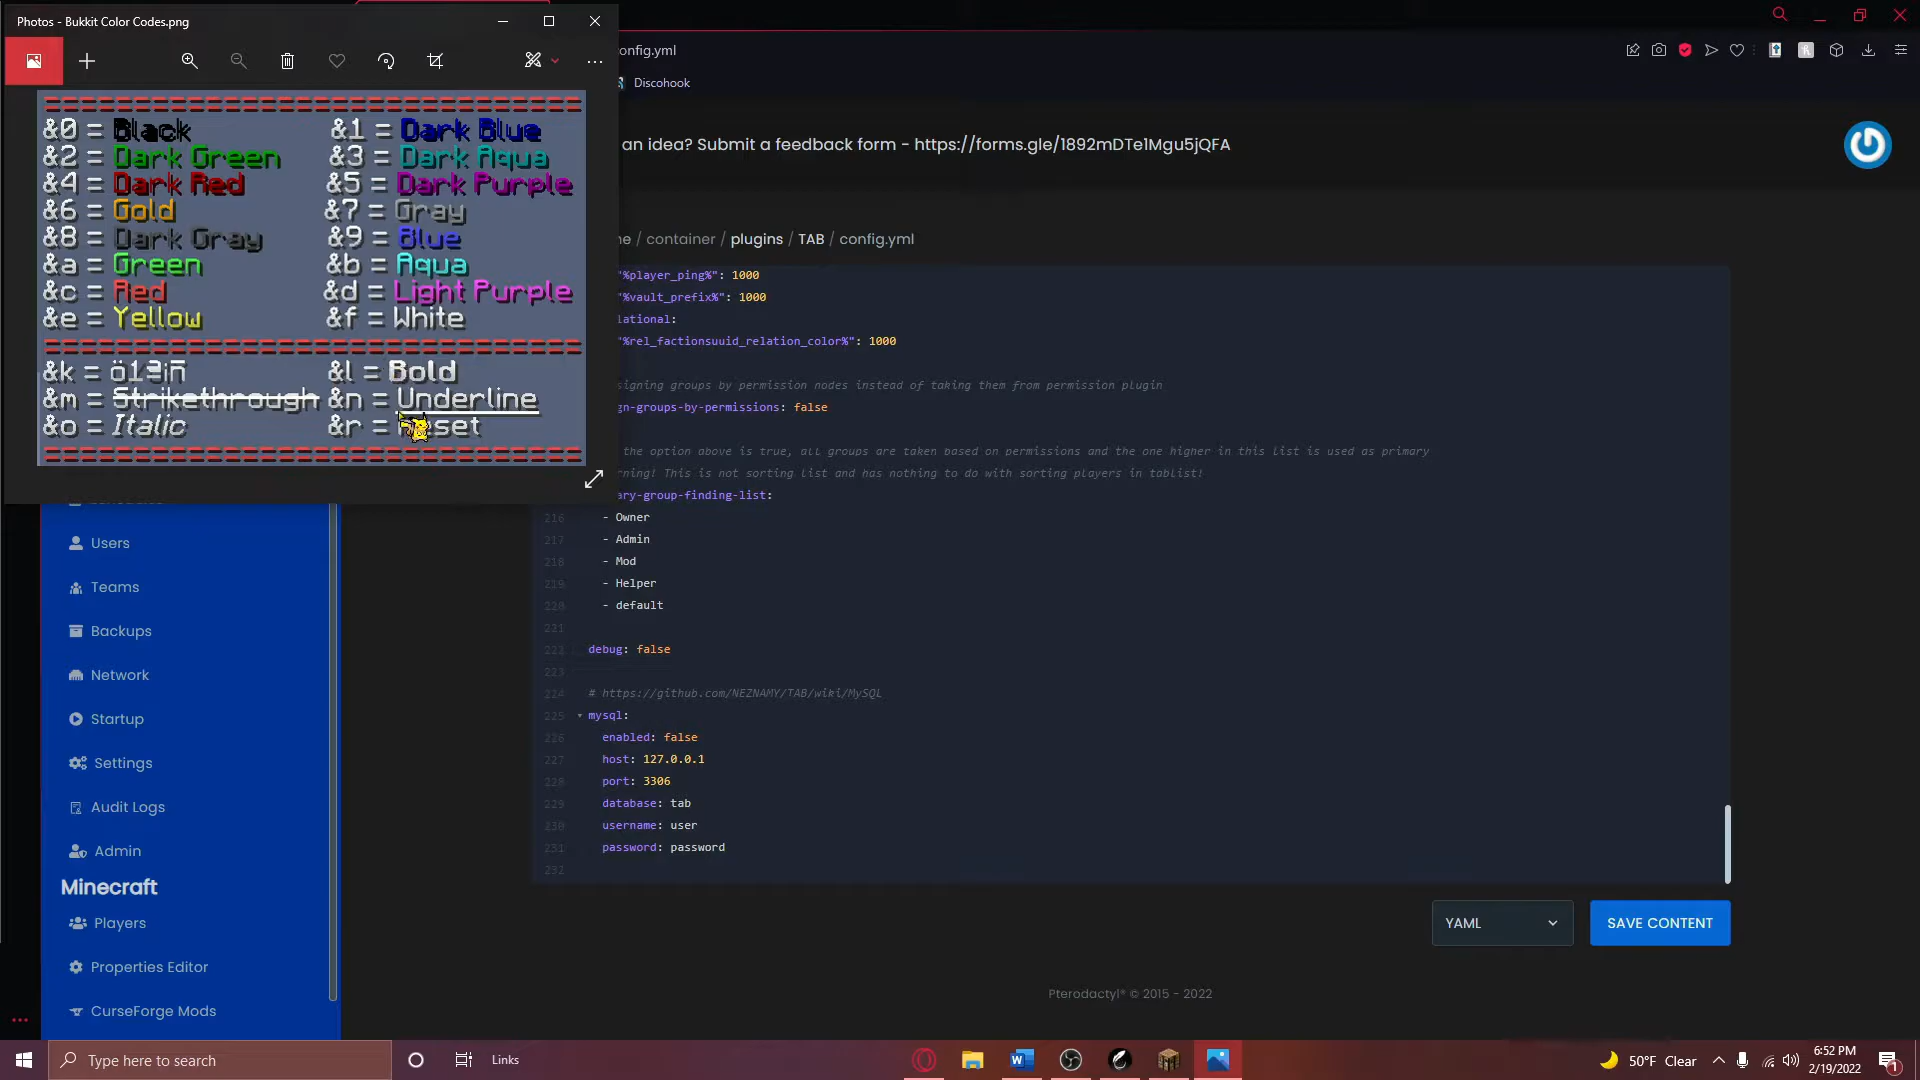 Photos - Bukkit Color Codes.png
&0 = Black &1 = Dark Blue
&2 = Dark Green &3 = Dark Aqua
&4 = Dark Red &5 = Dark Purple
&6 = Gold &7 = Gray
&8 = Dark Gray &9 = Blue
&a = Green &b = Aqua
&c = Red &d = Light Purple
&e = Yellow &f = White
&l = Bold
&m = Strikethrough &n = Underline
&o = Italic &r =
config.yml
Discohook
an idea? Submit a feedback form - https://forms.gle/1892mDTe1Mgu5jQFA
ne / container / plugins / TAB / config.yml
"%player_ping%": 1000
"%vault_prefix%": 1000
lational:
"%rel_factionsuuid_relation_color%": 1000
signing groups by permission nodes instead of taking them from permission plugin
gn-groups-by-permissions: false
the option above is true, all groups are taken based on permissions and the one higher in this list is used as primary
rning! This is not sorting list and has nothing to do with sorting players in tablist!
ary-group-finding-list:
216 - Owner
217 - Admin
218 - Mod
219 - Helper
220 - default
221
222 debug: false
223
224 # https://github.com/NEZNAMY/TAB/wiki/MySQL
225 mysql:
226 enabled: false
227 host: 127.0.0.1
228 port: 3306
229 database: tab
230 username: user
231 password: password
232
Users
Teams
Backups
Network
Startup
Settings
Audit Logs
Admin
Minecraft
Players
Properties Editor
CurseForge Mods
YAML
SAVE CONTENT
Pterodactyl® © 2015 - 2022
Type here to search
Links
50°F Clear
6:52 PM
2/19/2022
1